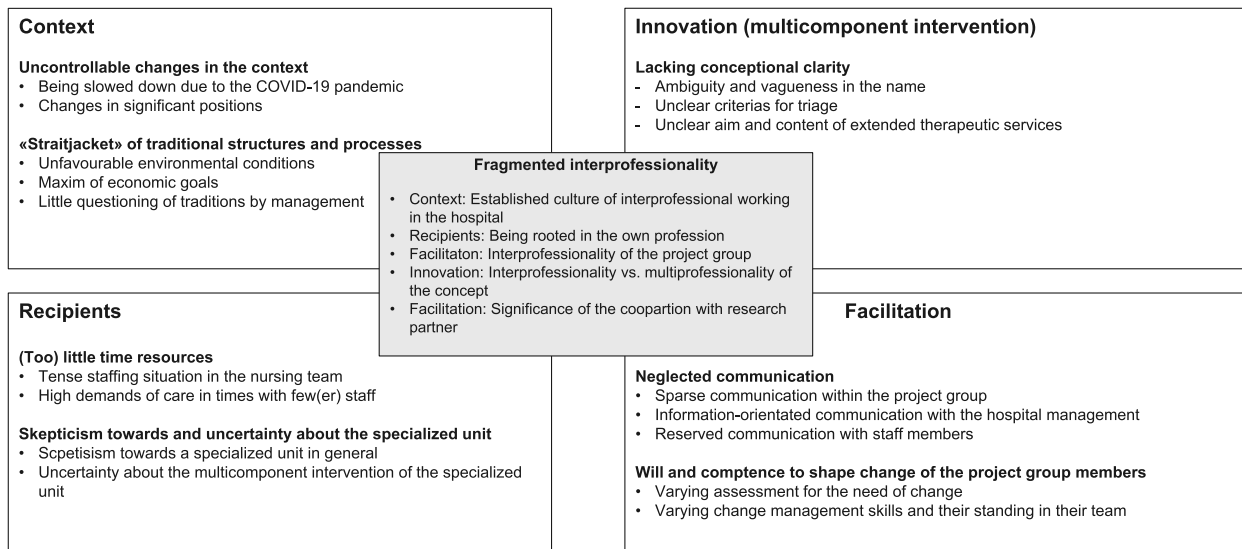 Context
Uncontrollable changes in the context
• Being slowed down due to the COVID-19 pandemic
• Changes in significant positions
«Straitjacket» of traditional structures and processes
• Unfavourable environmental conditions
• Maxim of economic goals
• Little questioning of traditions by management
Innovation (multicomponent intervention)
Lacking conceptional clarity
- Ambiguity and vagueness in the name
- Unclear criterias for triage
- Unclear aim and content of extended therapeutic services
Fragmented interprofessionality
• Context: Established culture of interprofessional working
in the hospital
• Recipients: Being rooted in the own profession
• Facilitaton: Interprofessionality of the project group
• Innovation: Interprofessionality vs. multiprofessionality of
the concept
• Facilitation: Significance of the coopartion with research
partner
Recipients
(Too) little time resources
• Tense staffing situation in the nursing team
• High demands of care in times with few(er) staff
Skepticism towards and uncertainty about the specialized unit
• Scpetisism towards a specialized unit in general
• Uncertainty about the multicomponent intervention of the specialized
unit
Facilitation
Neglected communication
• Sparse communication within the project group
• Information-orientated communication with the hospital management
• Reserved communication with staff members
Will and comptence to shape change of the project group members
• Varying assessment for the need of change
• Varying change management skills and their standing in their team